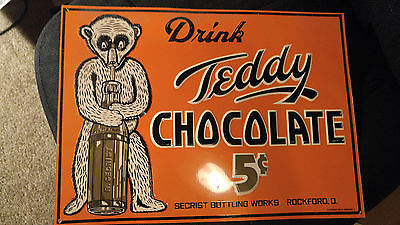 Drink
Teddy
CHOCOLATE
5¢
SECRIST BOTTLING WORKS ROCKFORD, O.